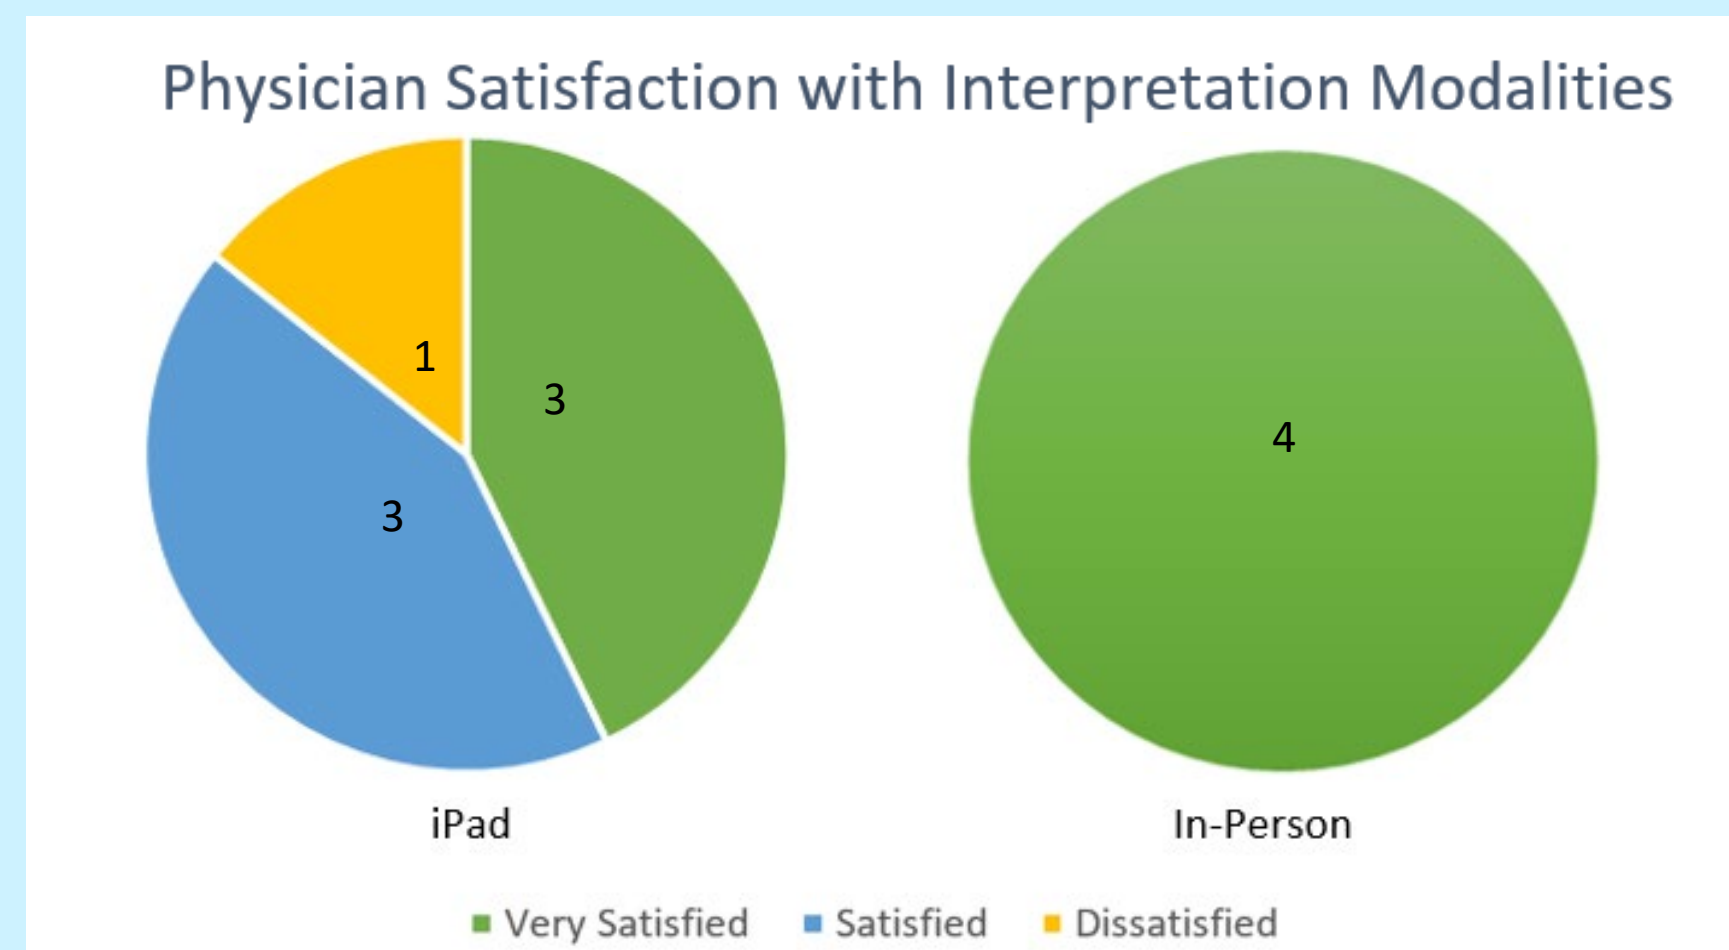 Physician Satisfaction with Interpretation Modalities
1
3
3
4
iPad
In-Person
Very Satisfied
Satisfied
Dissatisfied